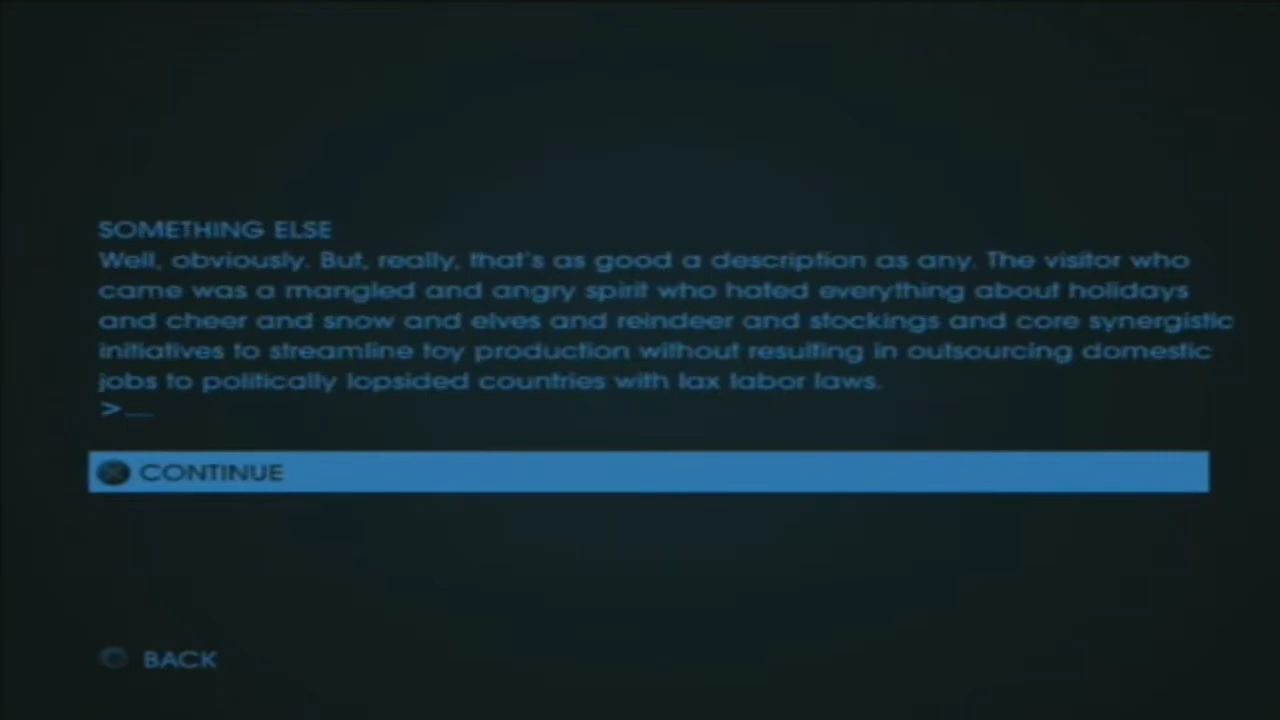 SOMETHING ELSE
Well, obviously. But, really, that's as good a description as any. The visitor who
came was a mangled and angry spirit who hated everything about holidays
and cheer and snow and elves and reindeer and stockings and core synergistic
initiatives to streamline toy production without resulting in outsourcing domestic
jobs to politically lopsided countries with lax labor laws.
>__
CONTINUE
BACK